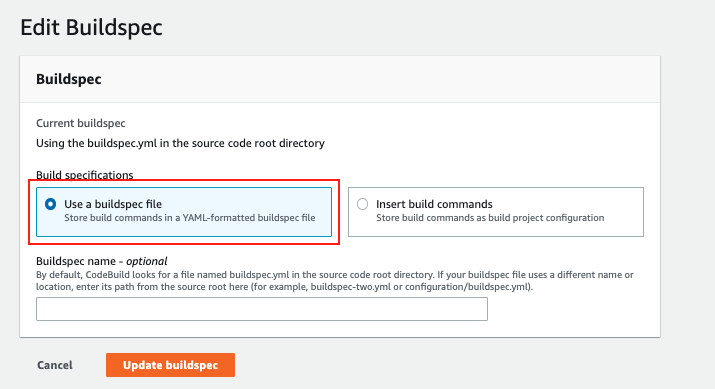 Edit Buildspec
Buildspec
Current buildspec
Using the buildspec.yml in the source code root directory
Build specifications
Use a buildspec file
Store build commands in a YAML-formatted buildspec file
Insert build commands
Store build commands as build project configuration
Buildspec name - optional
By default, CodeBuild looks for a file named buildspec.yml in the source code root directory. If your buildspec file uses a different name or
location, enter its path from the source root here (for example, buildspec-two.yml or configuration/buildspec.yml).
Cancel
Update buildspec